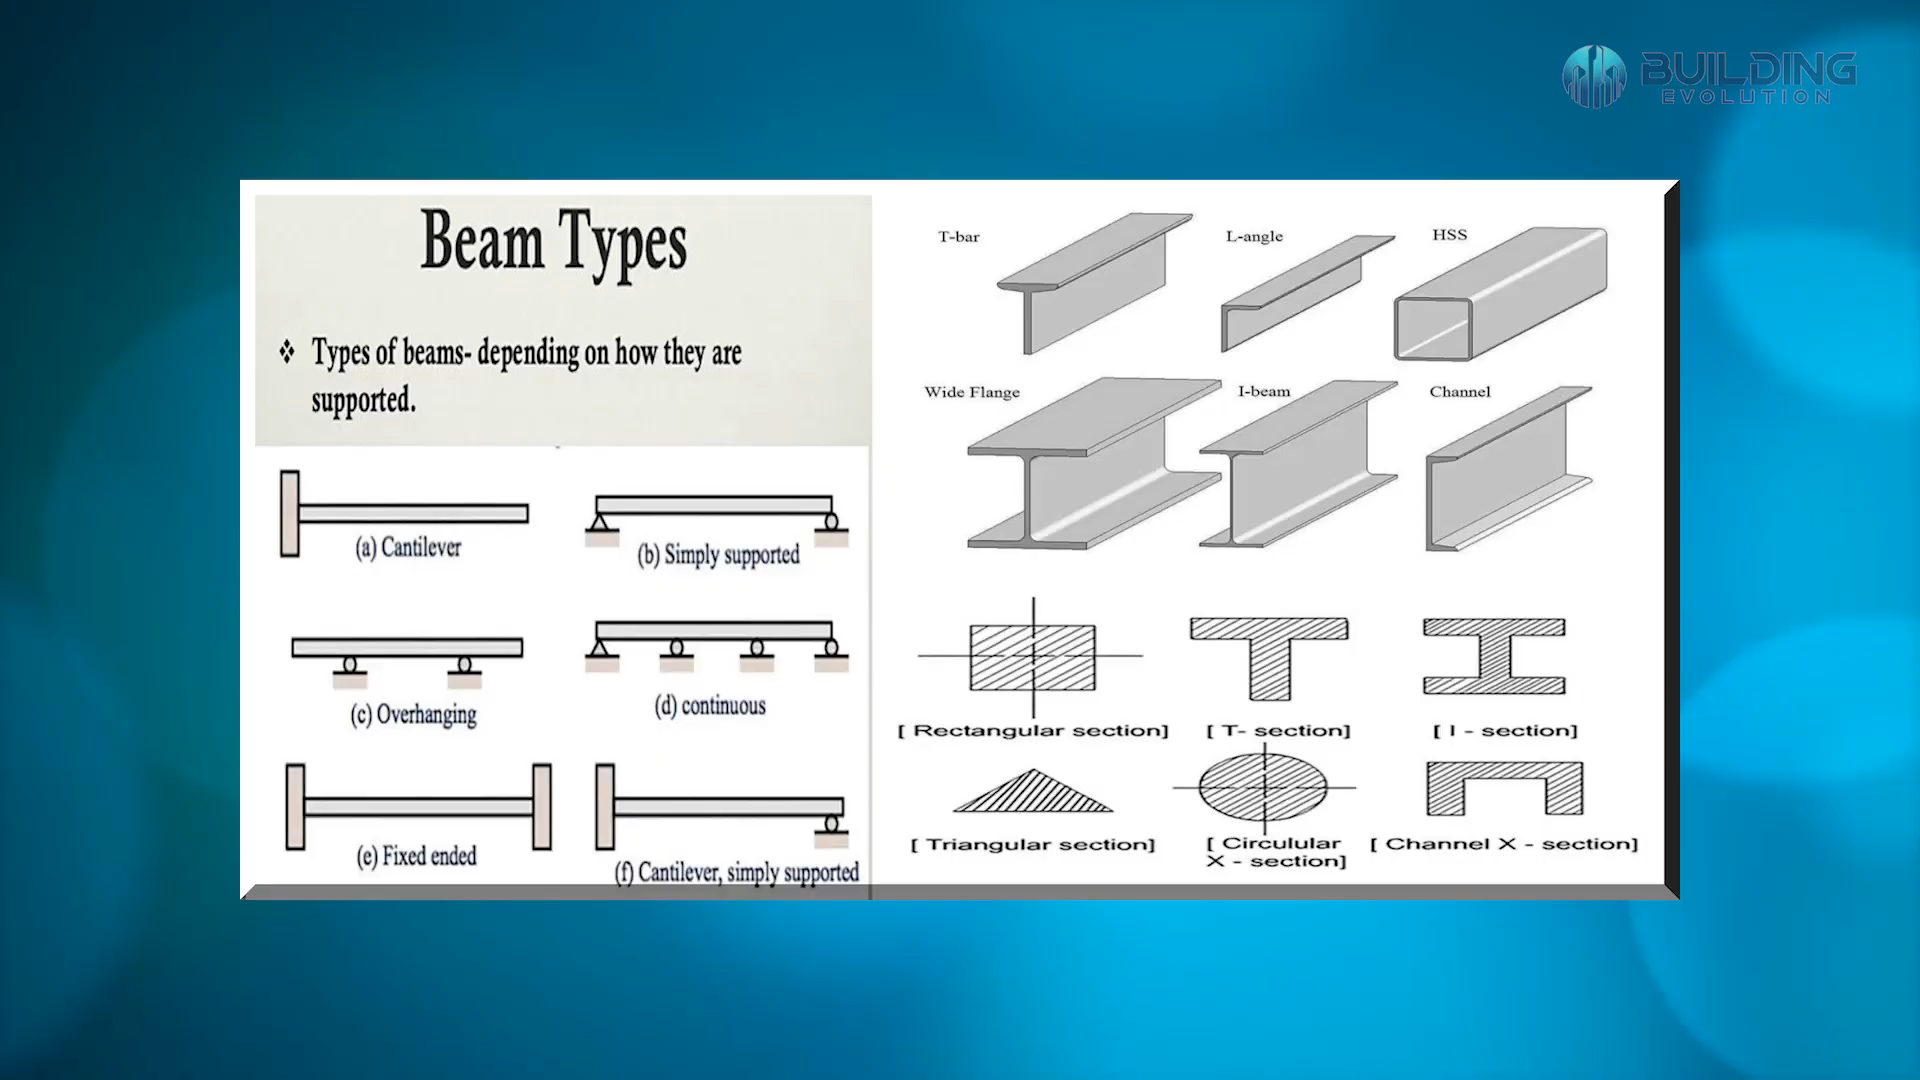 BUILDING
EVOLUTION
Beam Types
Types of beams- depending on how they are
supported.
(a) Cantilever
(b) Simply supported
(c) Overhanging
(d) continuous
(e) Fixed ended
(f) Cantilever, simply supported
T-bar
L-angle
HSS
Wide Flange
I-beam
Channel
[ Rectangular section]
[ T- section]
[ I - section]
[ Triangular section]
[ Circulular
X - section]
[ Channel X - section]